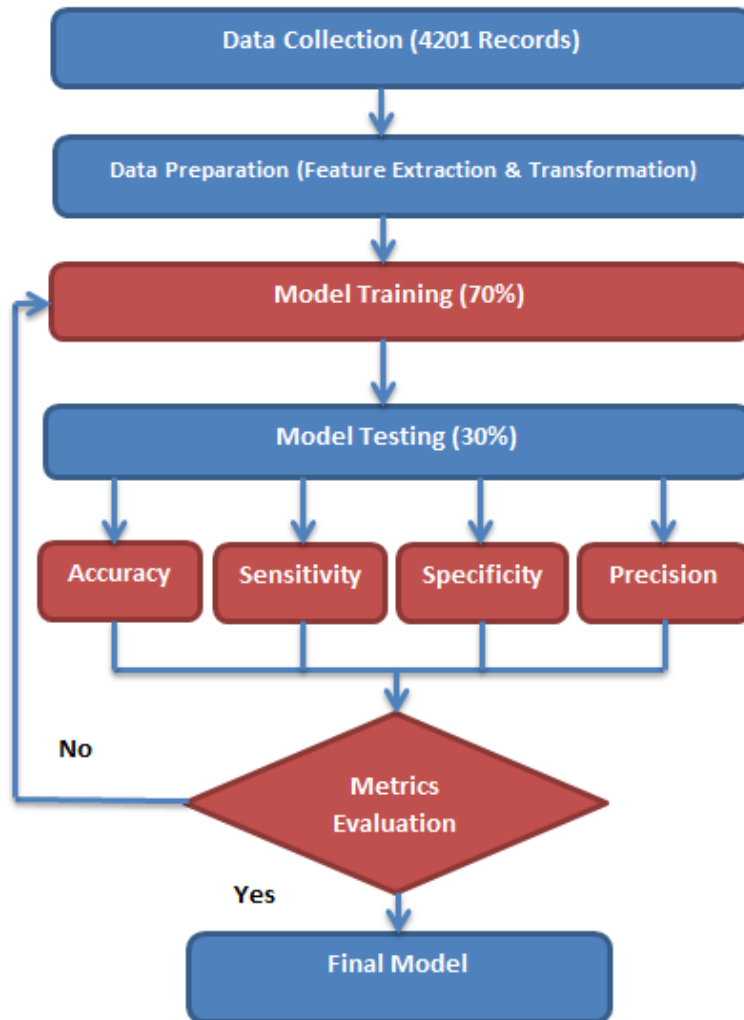 Data Collection (4201 Records)
Data Preparation (Feature Extraction & Transformation)
Model Training (70%)
Model Testing (30%)
Accuracy
Sensitivity
Specificity
Precision
No
Metrics
Evaluation
Yes
Final Model